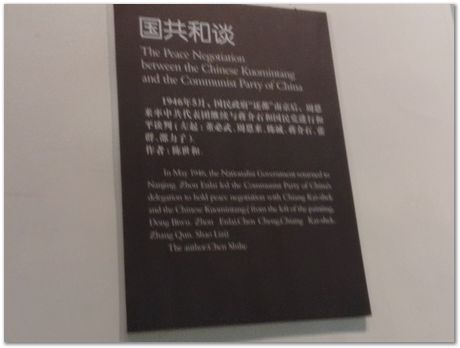 国共和谈
The Peace Negotiation
between the Chinese Kuomintang
and the Communist Party of China
1946年5月，国民政府“还都”南京后，周恩
来率中共代表团继续与蒋介石和国民党进行和
平谈判（左起：董必武、周恩来、陈诚、蒋介石、张
群、邵力子）
作者：陈世和
In May 1946, the Nationalist Government returned to
Nanjing. Zhou Enlai led the Communist Party of China's
delegation to hold peace negotiation with Chiang Kai-shek
and the Chinese Kuomintang.( from the left of the painting,
Dong Biwu, Zhou Enlai,Chen Cheng,Chiang Kai-shek,
Zhang Qun, Shao Lizi)
The author:Chen Shihe